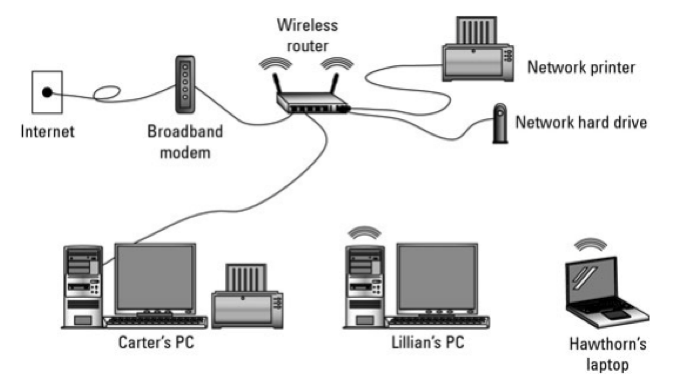 Wireless
router
Network printer
Internet
Broadband
modem
Network hard drive
Carter's PC
Lillian's PC
Hawthorn's
laptop